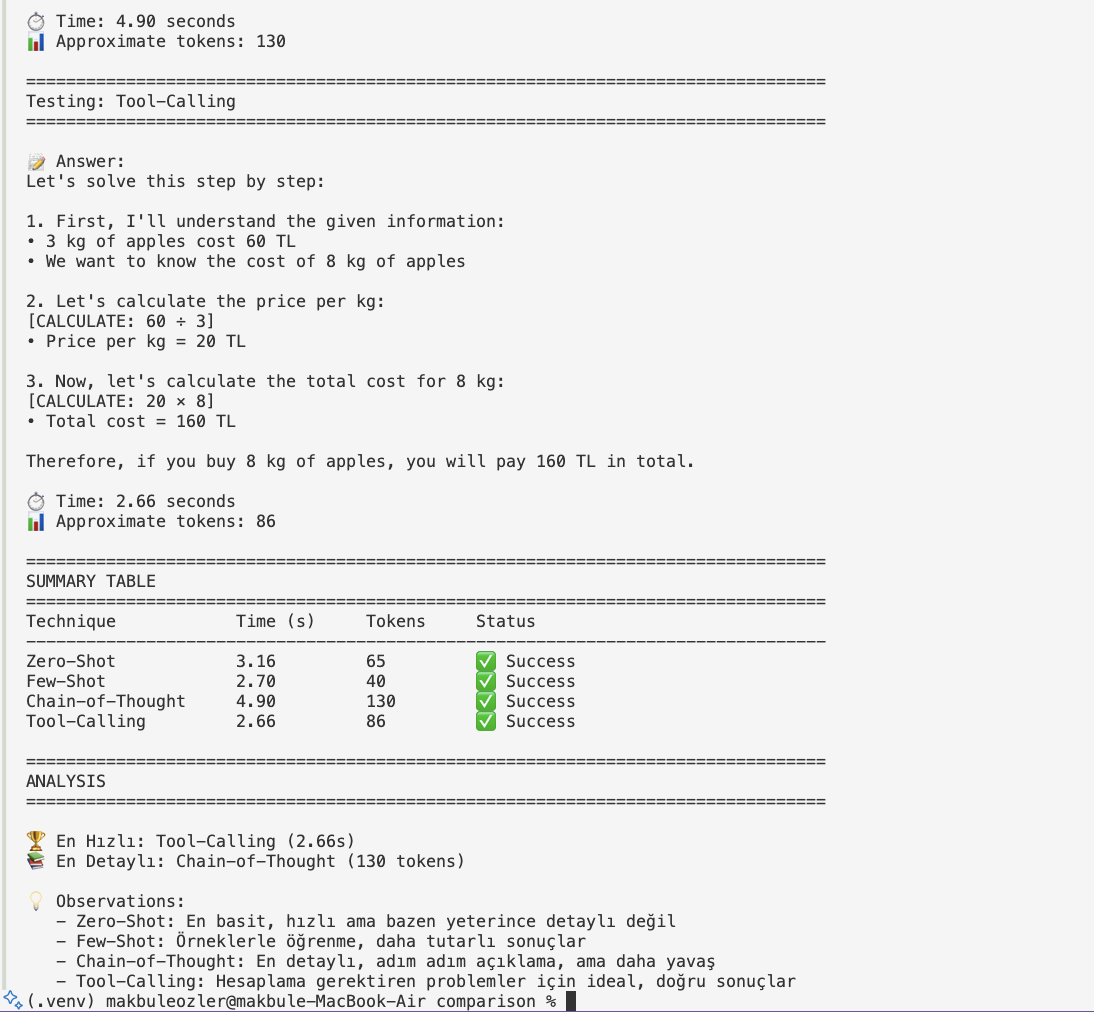 ⏱️ Time: 4.90 seconds
📊 Approximate tokens: 130
================================================================================
Testing: Tool-Calling
================================================================================
📝 Answer:
Let's solve this step by step:
1. First, I'll understand the given information:
• 3 kg of apples cost 60 TL
• We want to know the cost of 8 kg of apples
2. Let's calculate the price per kg:
[CALCULATE: 60 ÷ 3]
• Price per kg = 20 TL
3. Now, let's calculate the total cost for 8 kg:
[CALCULATE: 20 × 8]
• Total cost = 160 TL
Therefore, if you buy 8 kg of apples, you will pay 160 TL in total.
⏱️ Time: 2.66 seconds
📊 Approximate tokens: 86
================================================================================
SUMMARY TABLE
================================================================================
Technique            Time (s)     Tokens     Status
--------------------------------------------------------------------------------
Zero-Shot            3.16         65         ✅ Success
Few-Shot             2.70         40         ✅ Success
Chain-of-Thought     4.90         130        ✅ Success
Tool-Calling         2.66         86         ✅ Success
================================================================================
ANALYSIS
================================================================================
🏆 En Hızlı: Tool-Calling (2.66s)
📚 En Detaylı: Chain-of-Thought (130 tokens)
💡 Observations:
- Zero-Shot: En basit, hızlı ama bazen yeterince detaylı değil
- Few-Shot: Örneklerle öğrenme, daha tutarlı sonuçlar
- Chain-of-Thought: En detaylı, adım adım açıklama, ama daha yavaş
- Tool-Calling: Hesaplama gerektiren problemler için ideal, doğru sonuçlar
(.venv) makbuleozler@makbule-MacBook-Air comparison %